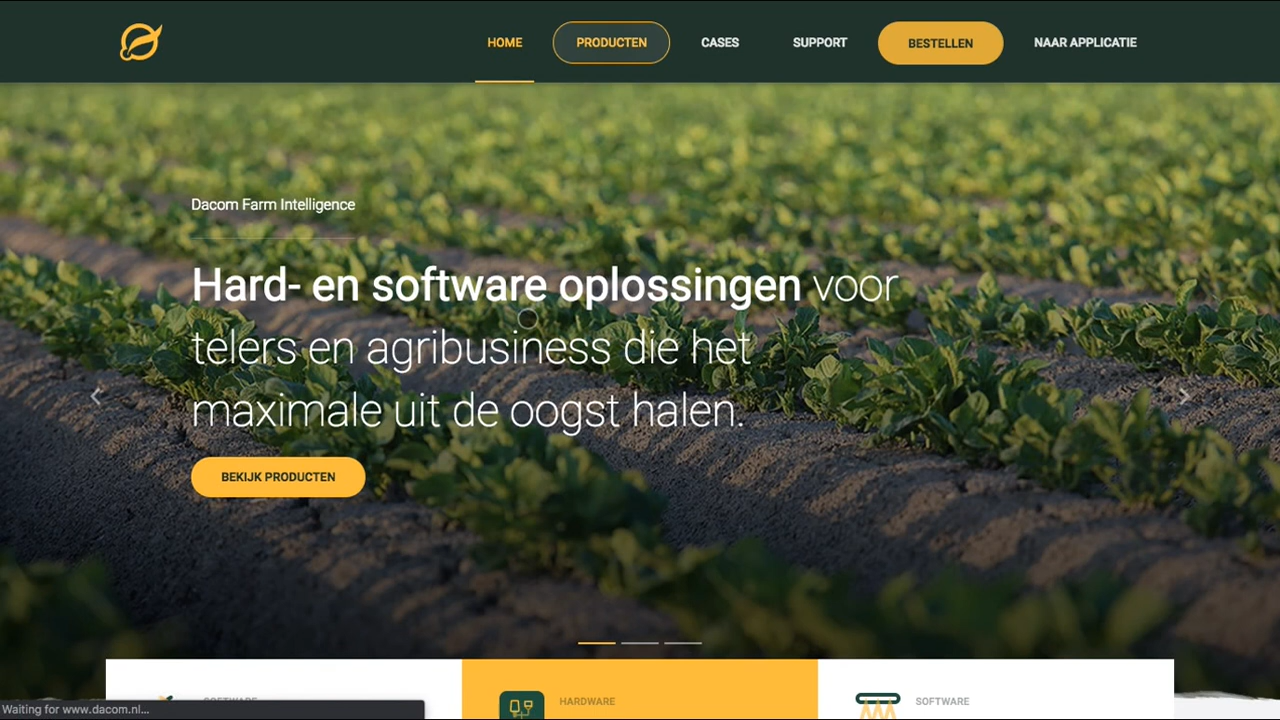 HOME PRODUCTEN CASES SUPPORT BESTELLEN NAAR APPLICATIE
Dacom Farm Intelligence
Hard- en software oplossingen voor
telers en agribusiness die het
maximale uit de oogst halen.
BEKIJK PRODUCTEN
SOFTWARE HARDWARE SOFTWARE
Waiting for www.dacom.nl...